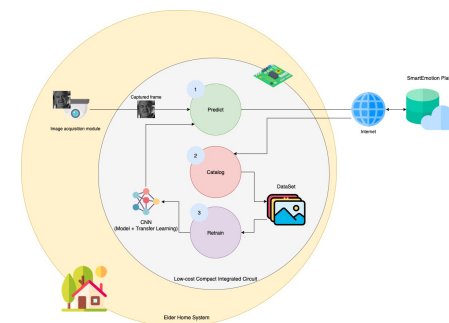 SmartEmotion
1
Captured frame
Predict
Image acquisition module
Internet
2
Catalog
DataSet
3
CNN
(Model + Transfer Learning)
Retrain
Low-cost Compact Integrated Circuit
Elder Home System